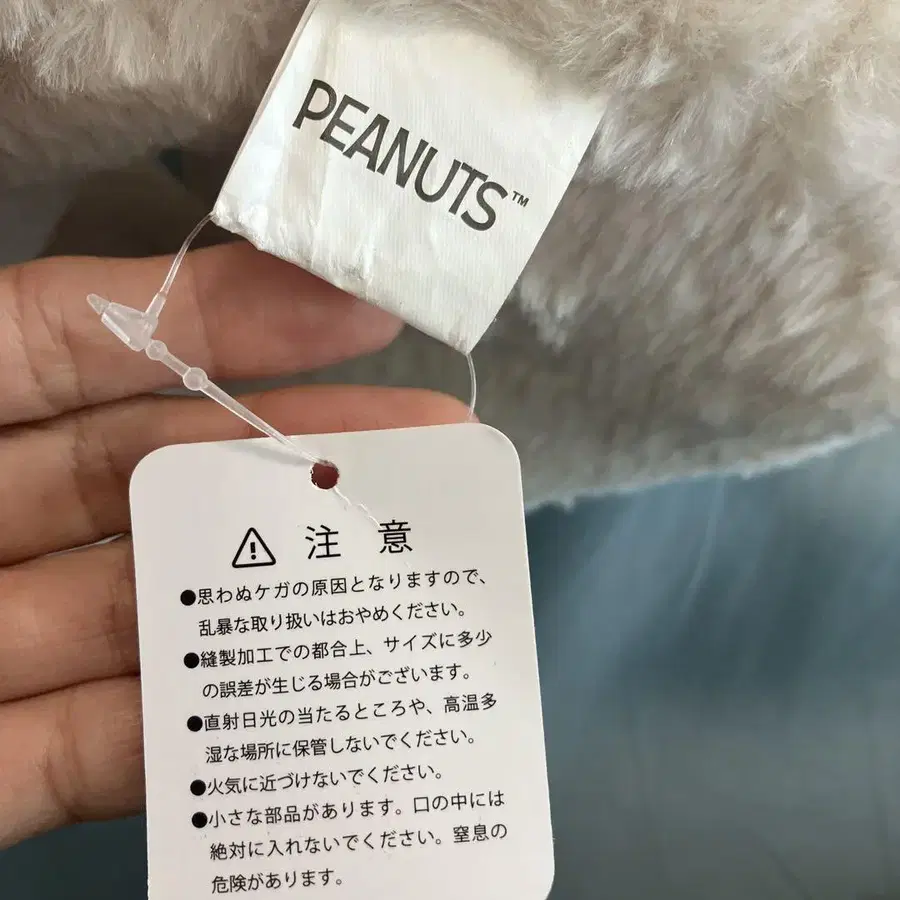 PEANUTS™
⚠ 注 意
●思わぬケガの原因となりますので、
乱暴な取り扱いはおやめください。
●縫製加工での都合上、サイズに多少
の誤差が生じる場合がございます。
●直射日光の当たるところや、高温多
湿な場所に保管しないでください。
●火気に近づけないでください。
●小さな部品があります。口の中には
絶対に入れないでください。窒息の
危険があります。